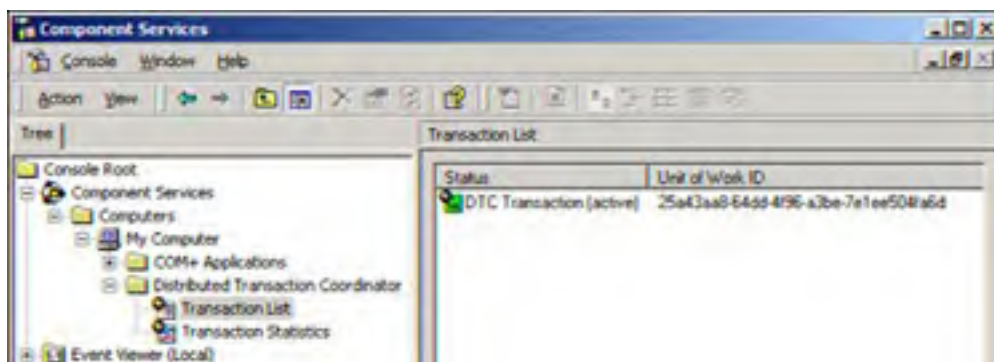 Component Services
Console Window Help
Action View
Tree
Transaction List
Console Root
Component Services
Computers
My Computer
COM+ Applications
Distributed Transaction Coordinator
Transaction List
Transaction Statistics
Event Viewer (Local)
Status Unit of Work ID
DTC Transaction (active) 25a43aa8-64dd-4f96-a3be-7e1ee504fa6d